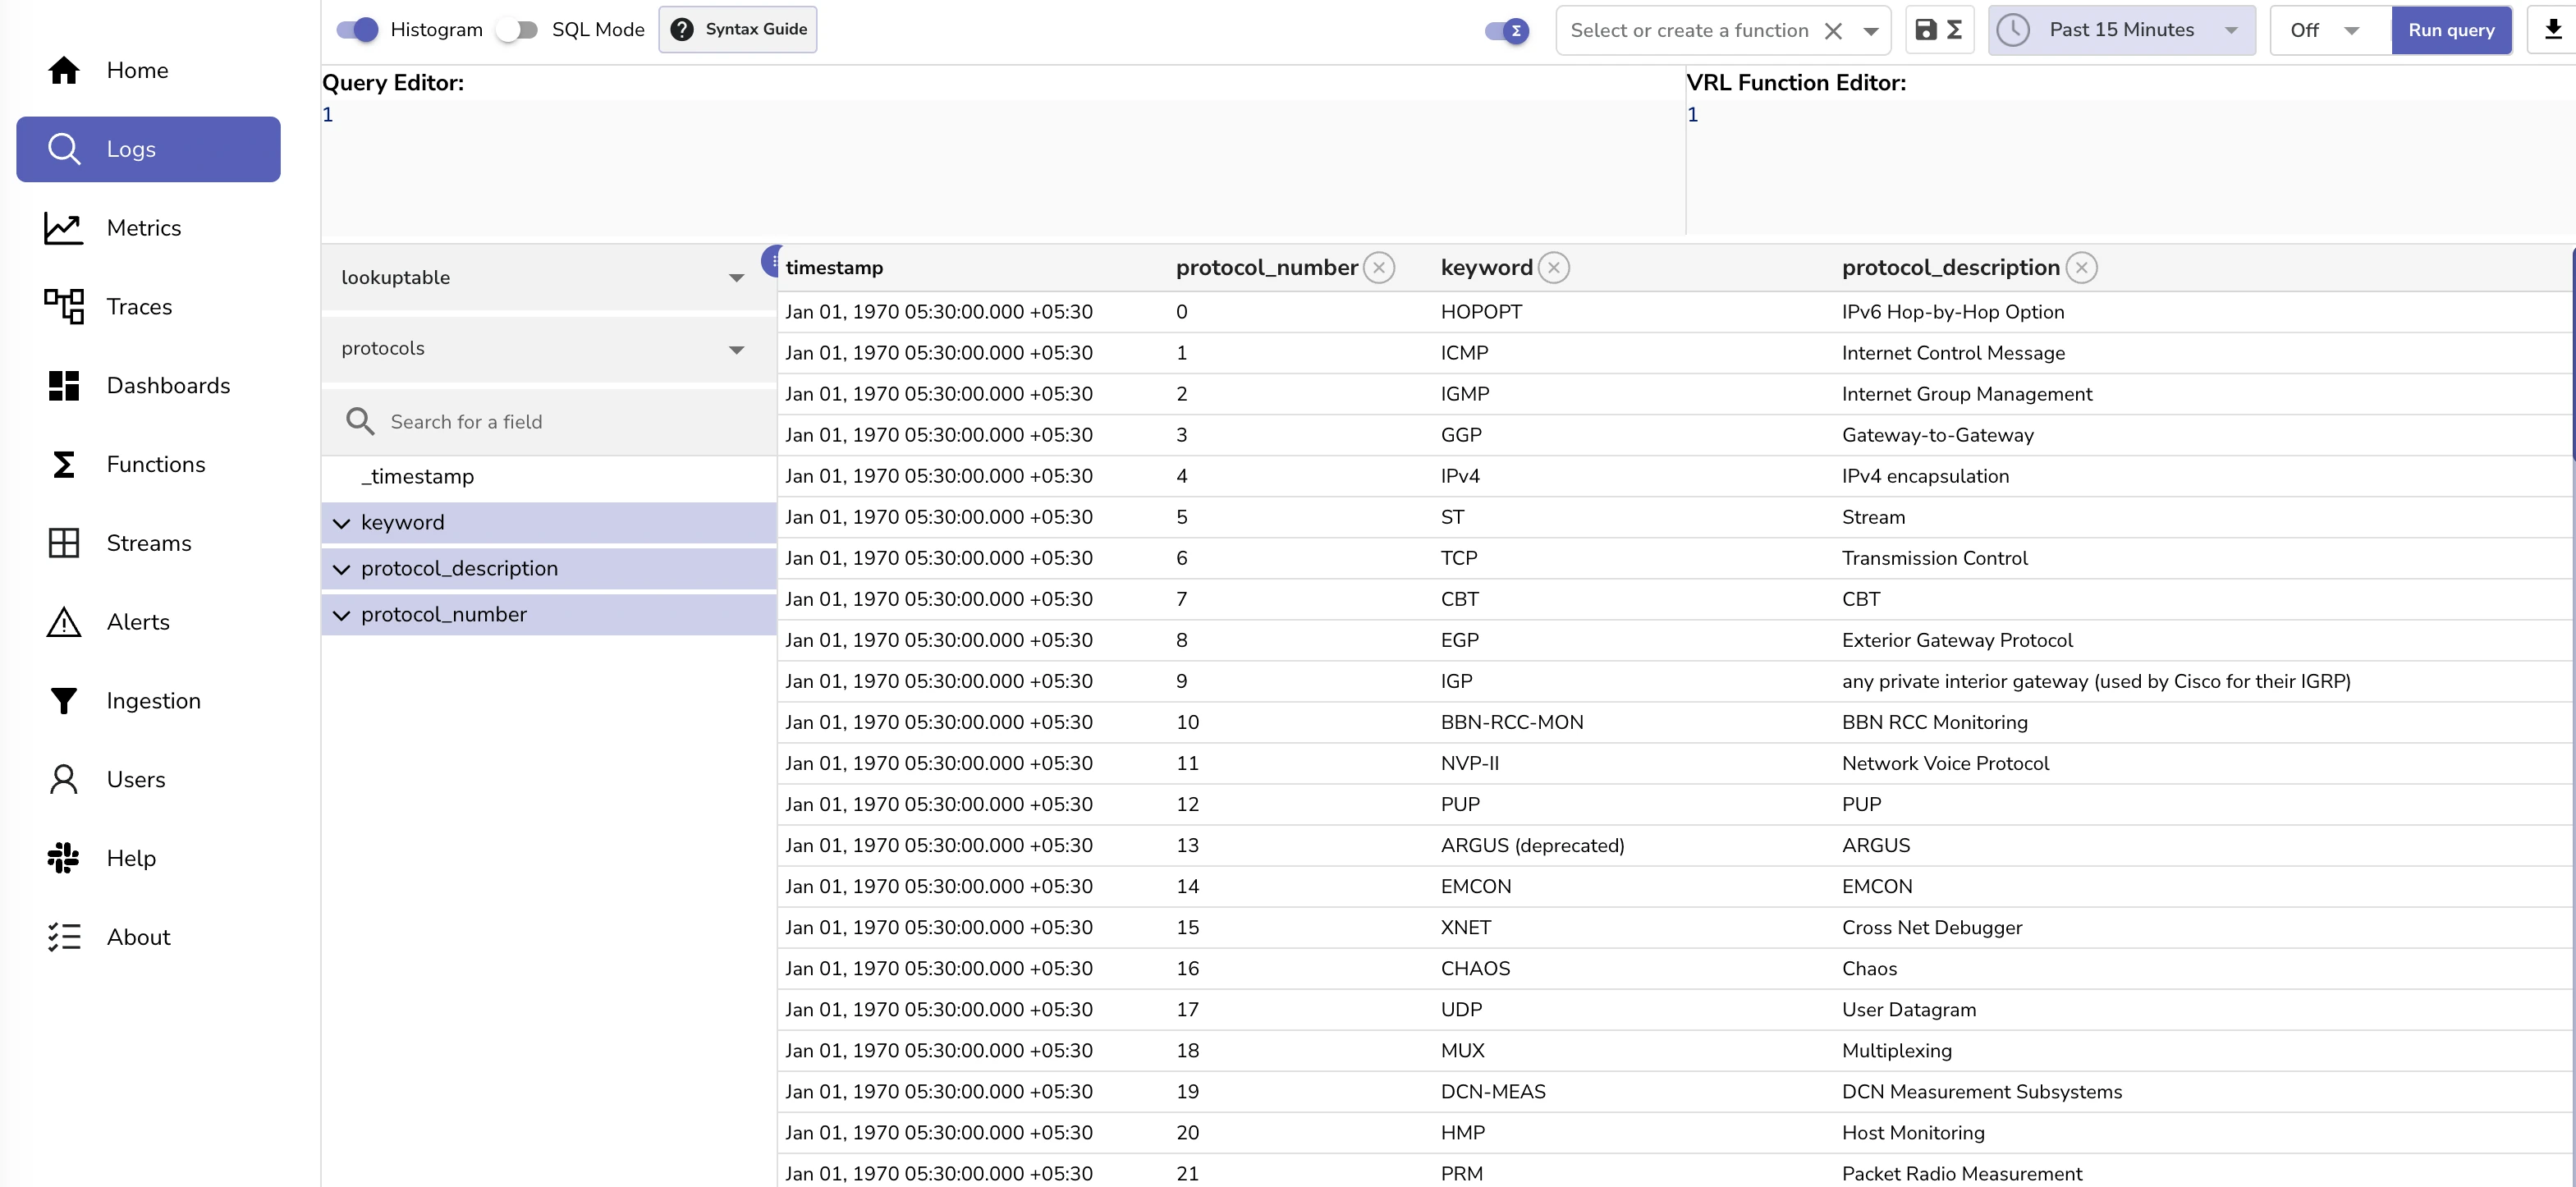 Home
Logs
Metrics
Traces
Dashboards
Functions
Streams
Alerts
Ingestion
Users
Help
About
Histogram SQL Mode Syntax Guide Select or create a function Past 15 Minutes Off Run query
Query Editor:
1
VRL Function Editor:
1
lookuptable
protocols
Search for a field
_timestamp
keyword
protocol_description
protocol_number
timestamp protocol_number keyword protocol_description
Jan 01, 1970 05:30:00.000 +05:30 0 HOPOPT IPv6 Hop-by-Hop Option
Jan 01, 1970 05:30:00.000 +05:30 1 ICMP Internet Control Message
Jan 01, 1970 05:30:00.000 +05:30 2 IGMP Internet Group Management
Jan 01, 1970 05:30:00.000 +05:30 3 GGP Gateway-to-Gateway
Jan 01, 1970 05:30:00.000 +05:30 4 IPv4 IPv4 encapsulation
Jan 01, 1970 05:30:00.000 +05:30 5 ST Stream
Jan 01, 1970 05:30:00.000 +05:30 6 TCP Transmission Control
Jan 01, 1970 05:30:00.000 +05:30 7 CBT CBT
Jan 01, 1970 05:30:00.000 +05:30 8 EGP Exterior Gateway Protocol
Jan 01, 1970 05:30:00.000 +05:30 9 IGP any private interior gateway (used by Cisco for their IGRP)
Jan 01, 1970 05:30:00.000 +05:30 10 BBN-RCC-MON BBN RCC Monitoring
Jan 01, 1970 05:30:00.000 +05:30 11 NVP-II Network Voice Protocol
Jan 01, 1970 05:30:00.000 +05:30 12 PUP PUP
Jan 01, 1970 05:30:00.000 +05:30 13 ARGUS (deprecated) ARGUS
Jan 01, 1970 05:30:00.000 +05:30 14 EMCON EMCON
Jan 01, 1970 05:30:00.000 +05:30 15 XNET Cross Net Debugger
Jan 01, 1970 05:30:00.000 +05:30 16 CHAOS Chaos
Jan 01, 1970 05:30:00.000 +05:30 17 UDP User Datagram
Jan 01, 1970 05:30:00.000 +05:30 18 MUX Multiplexing
Jan 01, 1970 05:30:00.000 +05:30 19 DCN-MEAS DCN Measurement Subsystems
Jan 01, 1970 05:30:00.000 +05:30 20 HMP Host Monitoring
Jan 01, 1970 05:30:00.000 +05:30 21 PRM Packet Radio Measurement